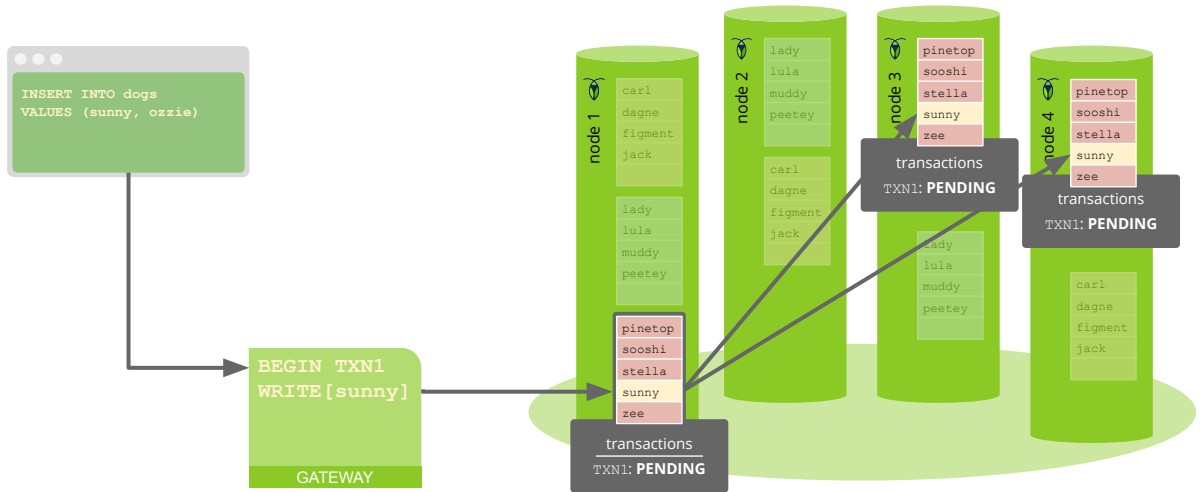 INSERT INTO dogs
VALUES (sunny, ozzie)
BEGIN TXN1
WRITE[sunny]
GATEWAY
node 1
carl
dagne
figment
jack
lady
lula
muddy
peetey
pinetop
sooshi
stella
sunny
zee
transactions
TXN1: PENDING
node 2
lady
lula
muddy
peetey
carl
dagne
figment
jack
node 3
pinetop
sooshi
stella
sunny
zee
transactions
TXN1: PENDING
lady
lula
muddy
peetey
node 4
pinetop
sooshi
stella
sunny
zee
transactions
TXN1: PENDING
carl
dagne
figment
jack